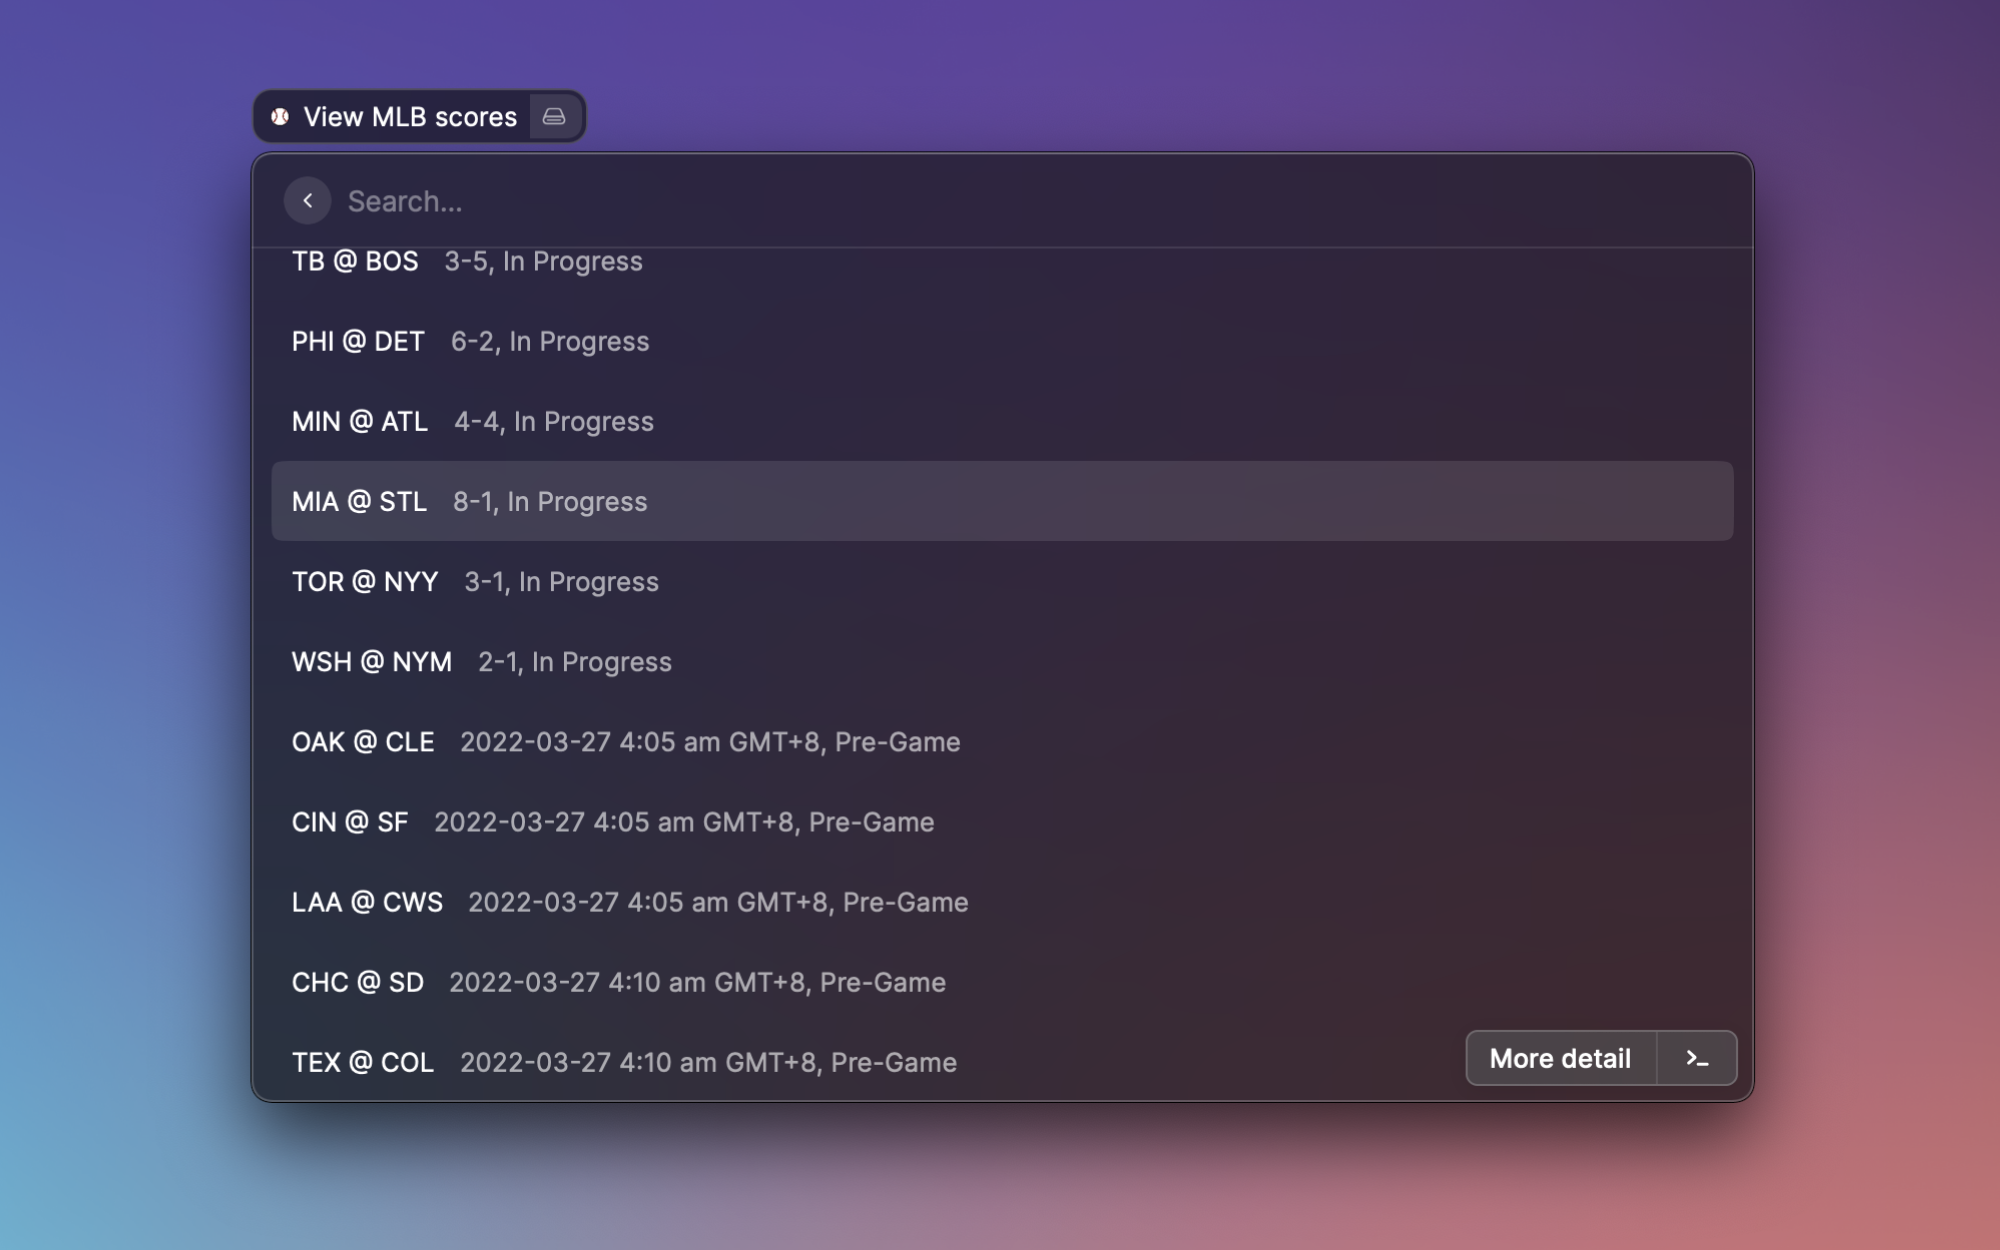 View MLB scores
Search...
TB @ BOS 3-5, In Progress
PHI @ DET 6-2, In Progress
MIN @ ATL 4-4, In Progress
MIA @ STL 8-1, In Progress
TOR @ NYY 3-1, In Progress
WSH @ NYM 2-1, In Progress
OAK @ CLE 2022-03-27 4:05 am GMT+8, Pre-Game
CIN @ SF 2022-03-27 4:05 am GMT+8, Pre-Game
LAA @ CWS 2022-03-27 4:05 am GMT+8, Pre-Game
CHC @ SD 2022-03-27 4:10 am GMT+8, Pre-Game
TEX @ COL 2022-03-27 4:10 am GMT+8, Pre-Game
More detail